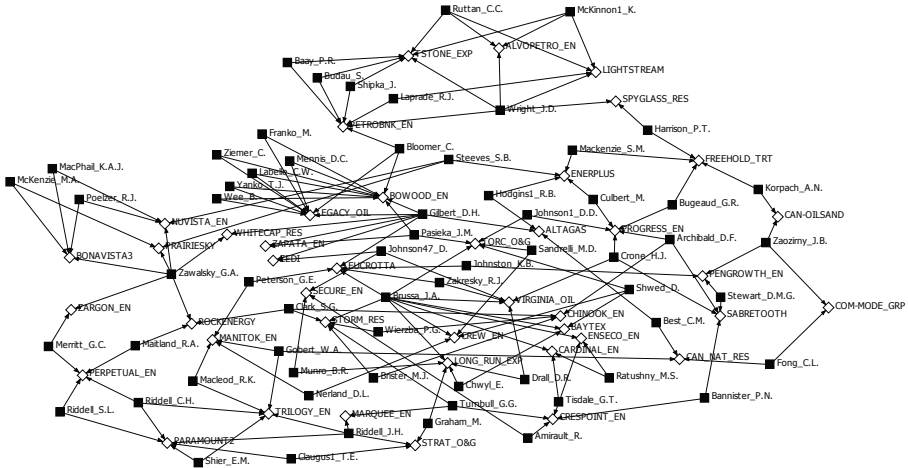 Ruttan_C.C.
McKinnon1_K.
ALVOPETRO_EN
STONE_EXP
Baay_P.R.
LIGHTSTREAM
Budau_S.
Shipka_J.
Laprade_R.J.
SPYGLASS_RES
Wright_J.D.
PETROBNK_EN
Harrison_P.T.
Franko_M.
Bloomer_C.
Mackenzie_S.M.
Ziemer_C.
Mennis_D.C.
Steeves_S.B.
FREEHOLD_TRT
MacPhail_K.A.J.
Labelle_C.W.
ENERPLUS
McKenzie_M.A.
Yanko_T.J.
Korpach_A.N.
Poelzer_R.J.
Wee_B.
BOWOOD_EN
Hodgins1_R.B.
Culbert_M.
Bugeaud_G.R.
LEGACY_OIL
Gilbert_D.H.
Johnson1_D.D.
CAN-OILSAND
NUVISTA_EN
WHITECAP_RES
Pasieka_J.M.
ALTAGAS
PROGRESS_EN
ZAPATA_EN
TORC_O&G
Archibald_D.F.
Zaozirny_J.B.
PRAIRIESKY
Johnson47_D.
Sandrelli_M.D.
BONAVISTA3
CEDI
Crone_H.J.
Zawalsky_G.A.
LEUCROTTA
Johnston_K.B.
PENGROWTH_EN
Peterson_G.E.
Zakresky_R.J.
SECURE_EN
Brussa_J.A.
Shwed_D.
Stewart_D.M.G.
VIRGINIA_OIL
ZARGON_EN
Clark_S.G.
COM-MODE_GRP
CHINOOK_EN
SABRETOOTH
ROCKENERGY
STORM_RES
Best_C.M.
Wierzba_P.G.
BAYTEX
MANITOK_EN
CREW_EN
ENSECO_EN
Merritt_G.C.
Maitland_R.A.
Gobert_W.A.
CARDINAL_EN
LONG_RUN_EXP
CAN_NAT_RES
Fong_C.L.
PERPETUAL_EN
Munro_B.R.
Brister_M.J.
Drall_D.R.
Ratushny_M.S.
Macleod_R.K.
Chwyl_E.
Nerland_D.L.
Bannister_P.N.
Riddell_C.H.
Turnbull_G.G.
Tisdale_G.T.
Riddell_S.L.
TRILOGY_EN
MARQUEE_EN
CRESPOINT_EN
Graham_M.
Riddell_J.H.
Amirault_R.
PARAMOUNT2
STRAT_O&G
Shier_E.M.
Claugus1_T.E.